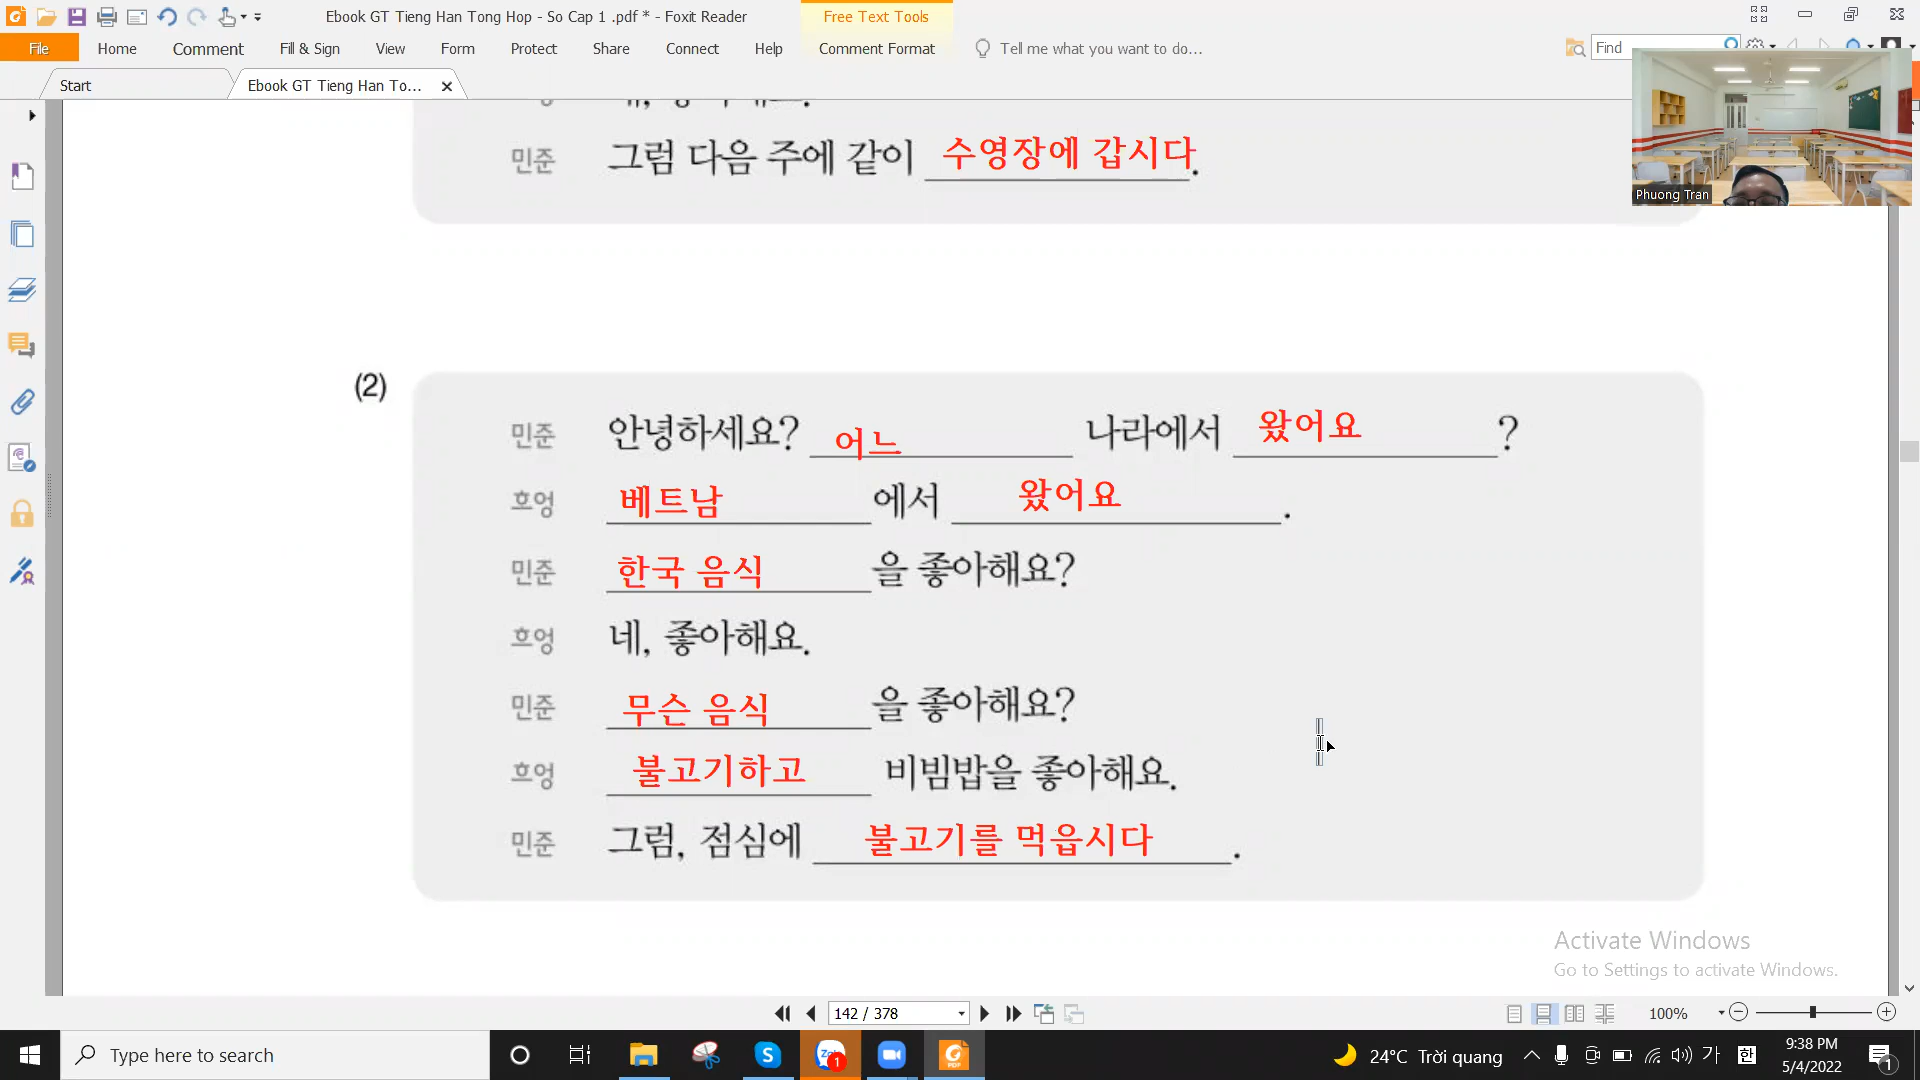 Ebook GT Tieng Han Tong Hop - So Cap 1 .pdf * - Foxit Reader
Free Text Tools
File Home Comment Fill & Sign View Form Protect Share Connect Help Comment Format Tell me what you want to do... Find
Start Ebook GT Tieng Han To...
Phuong Tran
민준 그럼 다음 주에 같이 수영장에 갑시다.
(2)
민준 안녕하세요? 어느 나라에서 왔어요?
흐엉 베트남에서 왔어요.
민준 한국 음식을 좋아해요?
흐엉 네, 좋아해요.
민준 무슨 음식을 좋아해요?
흐엉 불고기하고 비빔밥을 좋아해요.
민준 그럼, 점심에 불고기를 먹읍시다.
Activate Windows
Go to Settings to activate Windows.
142 / 378
100%
Type here to search
1
24°C Trời quang
가
한
9:38 PM
5/4/2022
1